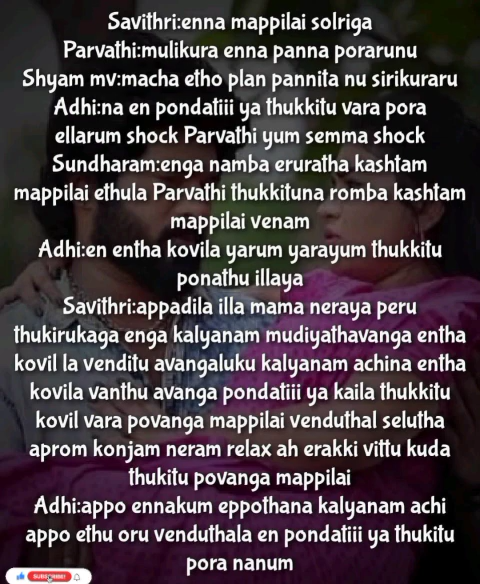 Savithri:enna mappilai solriga
Parvathi:mulikura enna panna porarunu
Shyam mv:macha etho plan pannita nu sirikuraru
Adhi:na en pondatiii ya thukkitu vara pora
ellarum shock Parvathi yum semma shock
Sundharam:enga namba eruratha kashtam
mappilai ethula Parvathi thukkituna romba kashtam
mappilai venam
Adhi:en entha kovila yarum yarayum thukkitu
ponathu illaya
Savithri:appadila illa mama neraya peru
thukirukaga enga kalyanam mudiyathavanga entha
kovil la venditu avangaluku kalyanam achina entha
kovila vanthu avanga pondatiii ya kaila thukkitu
kovil vara povanga mappilai venduthal selutha
aprom konjam neram relax ah erakki vittu kuda
thukitu povanga mappilai
Adhi:appo ennakum eppothana kalyanam achi
appo ethu oru venduthala en pondatiii ya thukitu
pora nanum
SUBSCRIBE!